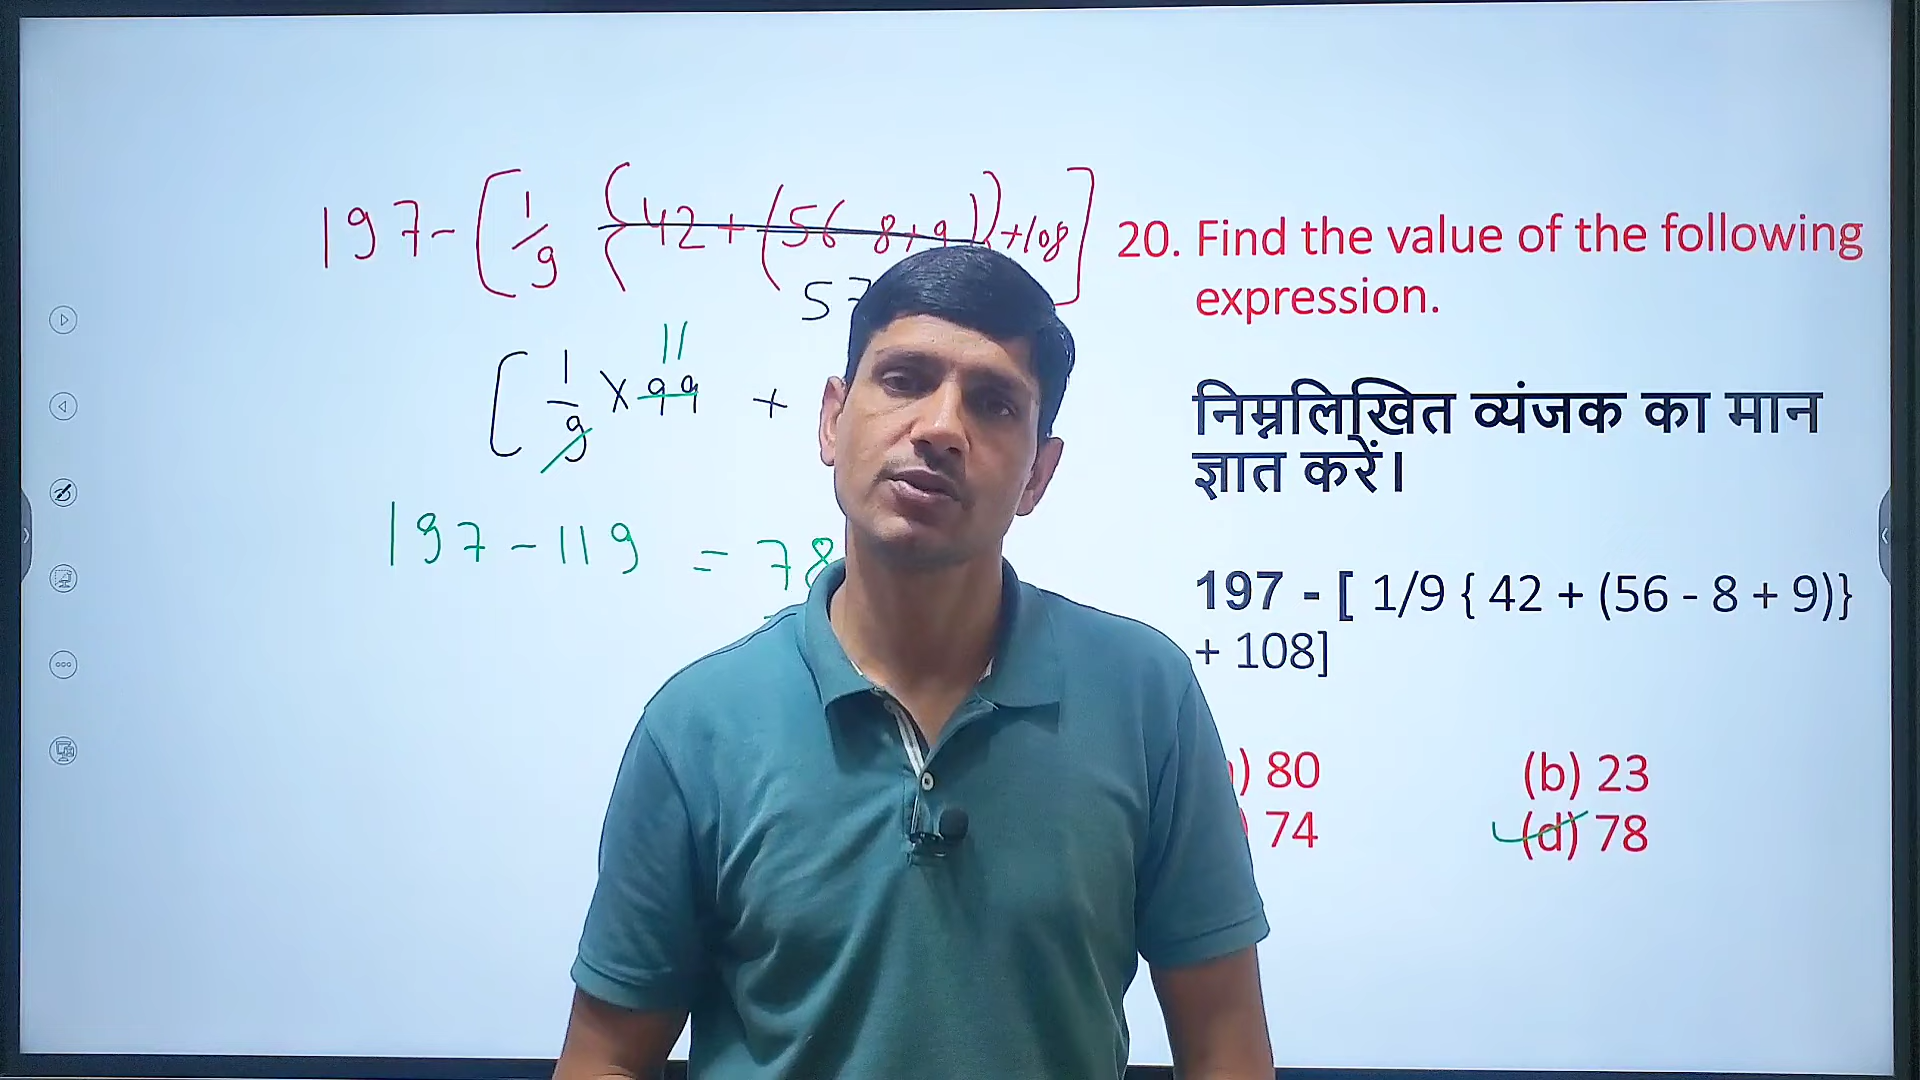 197-[1/9 {42+(56-8+9)}+108]
57
11
[1/9 × 99 +
197-119 = 78
20. Find the value of the following
expression.
निम्नलिखित व्यंजक का मान
ज्ञात करें।
197 - [ 1/9 { 42 + (56 - 8 + 9)}
+ 108]
) 80 (b) 23
74 (d) 78